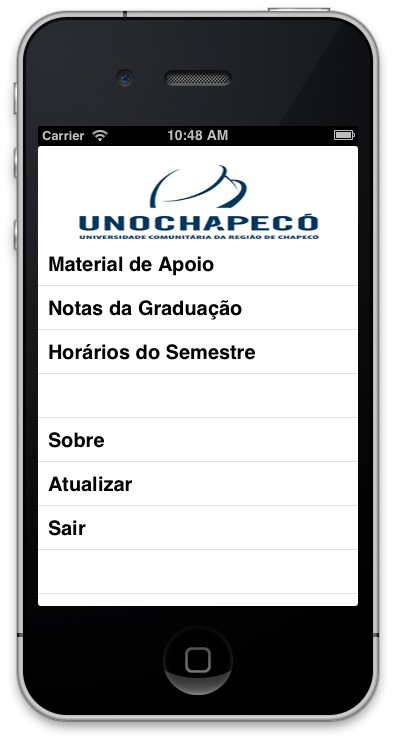 Carrier 10:48 AM
UNOCHAPECÓ
UNIVERSIDADE COMUNITÁRIA DA REGIÃO DE CHAPECÓ
Material de Apoio
Notas da Graduação
Horários do Semestre
Sobre
Atualizar
Sair